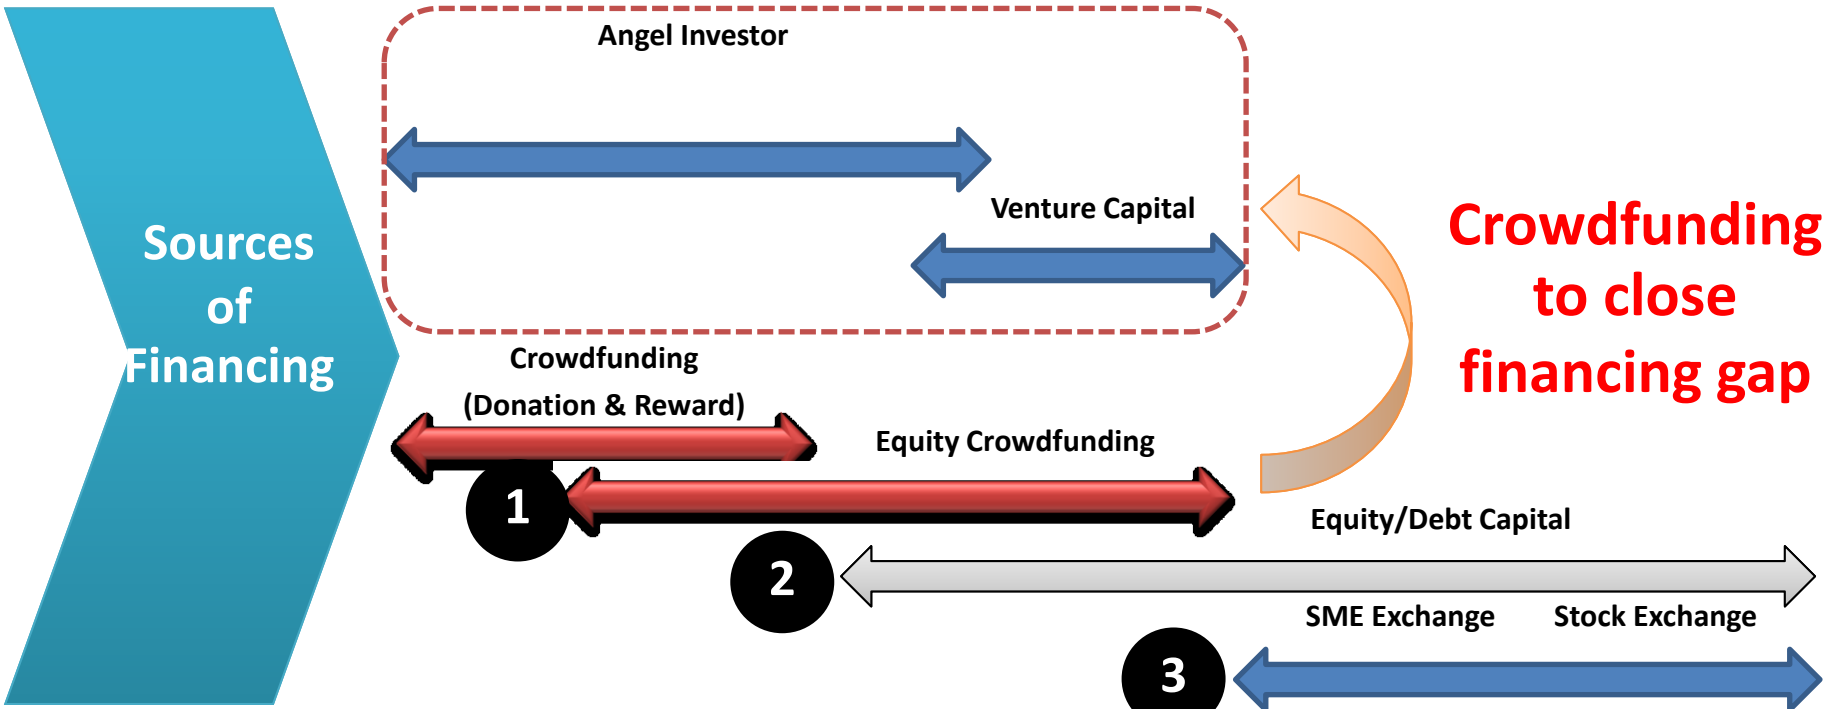 Sources
of
Financing
Angel Investor
Venture Capital
Crowdfunding
to close
financing gap
Crowdfunding
(Donation & Reward)
Equity Crowdfunding
1
Equity/Debt Capital
2
SME Exchange Stock Exchange
3